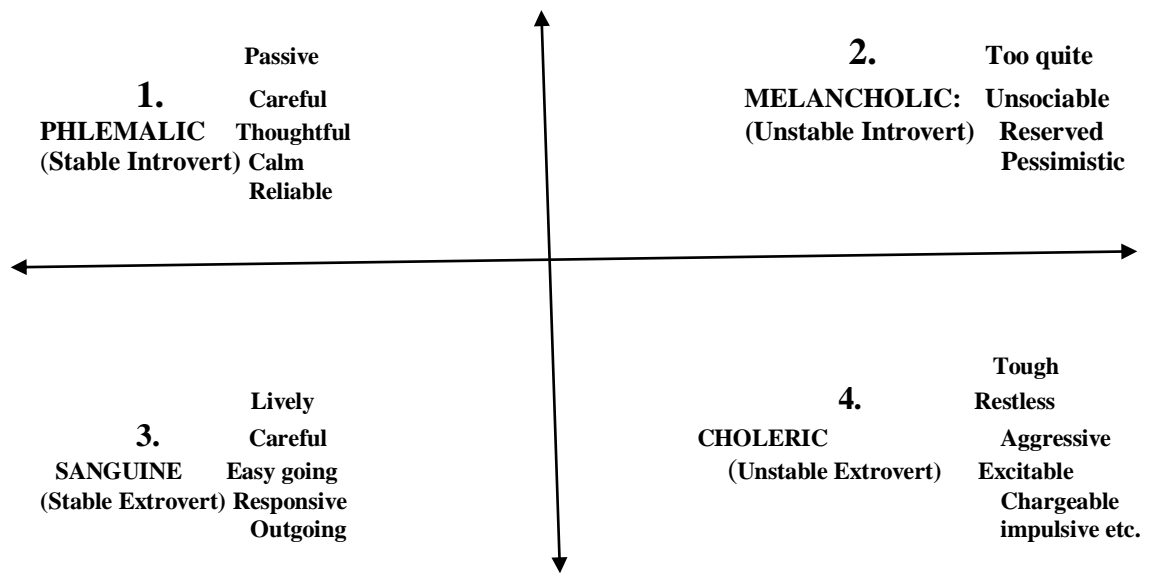 Passive
1. Careful
PHLEMALIC Thoughtful
(Stable Introvert) Calm
Reliable
2. Too quite
MELANCHOLIC: Unsociable
(Unstable Introvert) Reserved
Pessimistic
Lively
3. Careful
SANGUINE Easy going
(Stable Extrovert) Responsive
Outgoing
Tough
4. Restless
CHOLERIC Aggressive
(Unstable Extrovert) Excitable
Chargeable
impulsive etc.